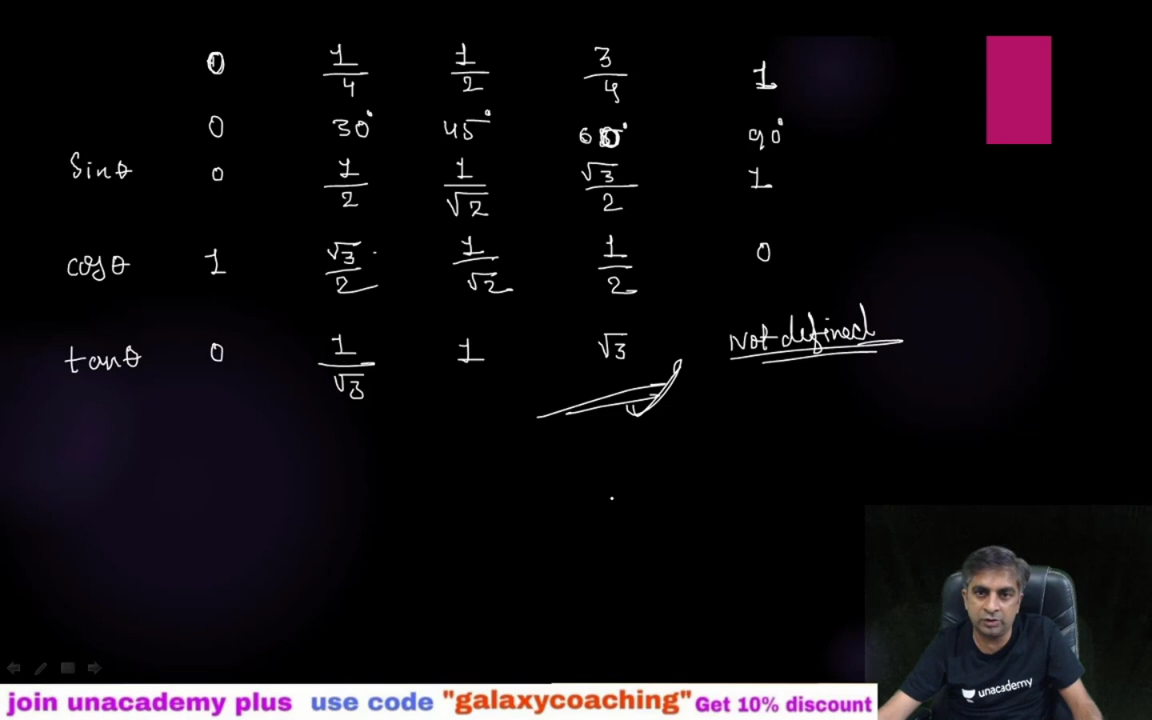 0 1/4 1/2 3/4 1
0 30° 45° 60° 90°
Sinθ 0 1/2 1/√2 √3/2 1
cosθ 1 √3/2 1/√2 1/2 0
tanθ 0 1/√3 1 √3 Not defined
unacademy
join unacademy plus use code "galaxycoaching" Get 10% discount